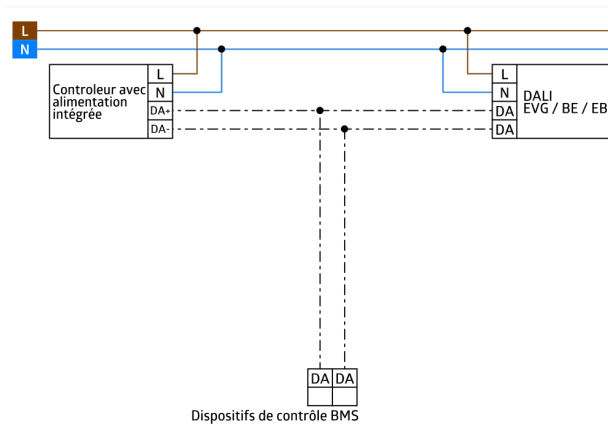 L
N
Controleur avec
alimentation
intégrée
L
N
DA+
DA-
L
N
DA
DA
DALI
EVG / BE / EB
DA DA
Dispositifs de contrôle BMS